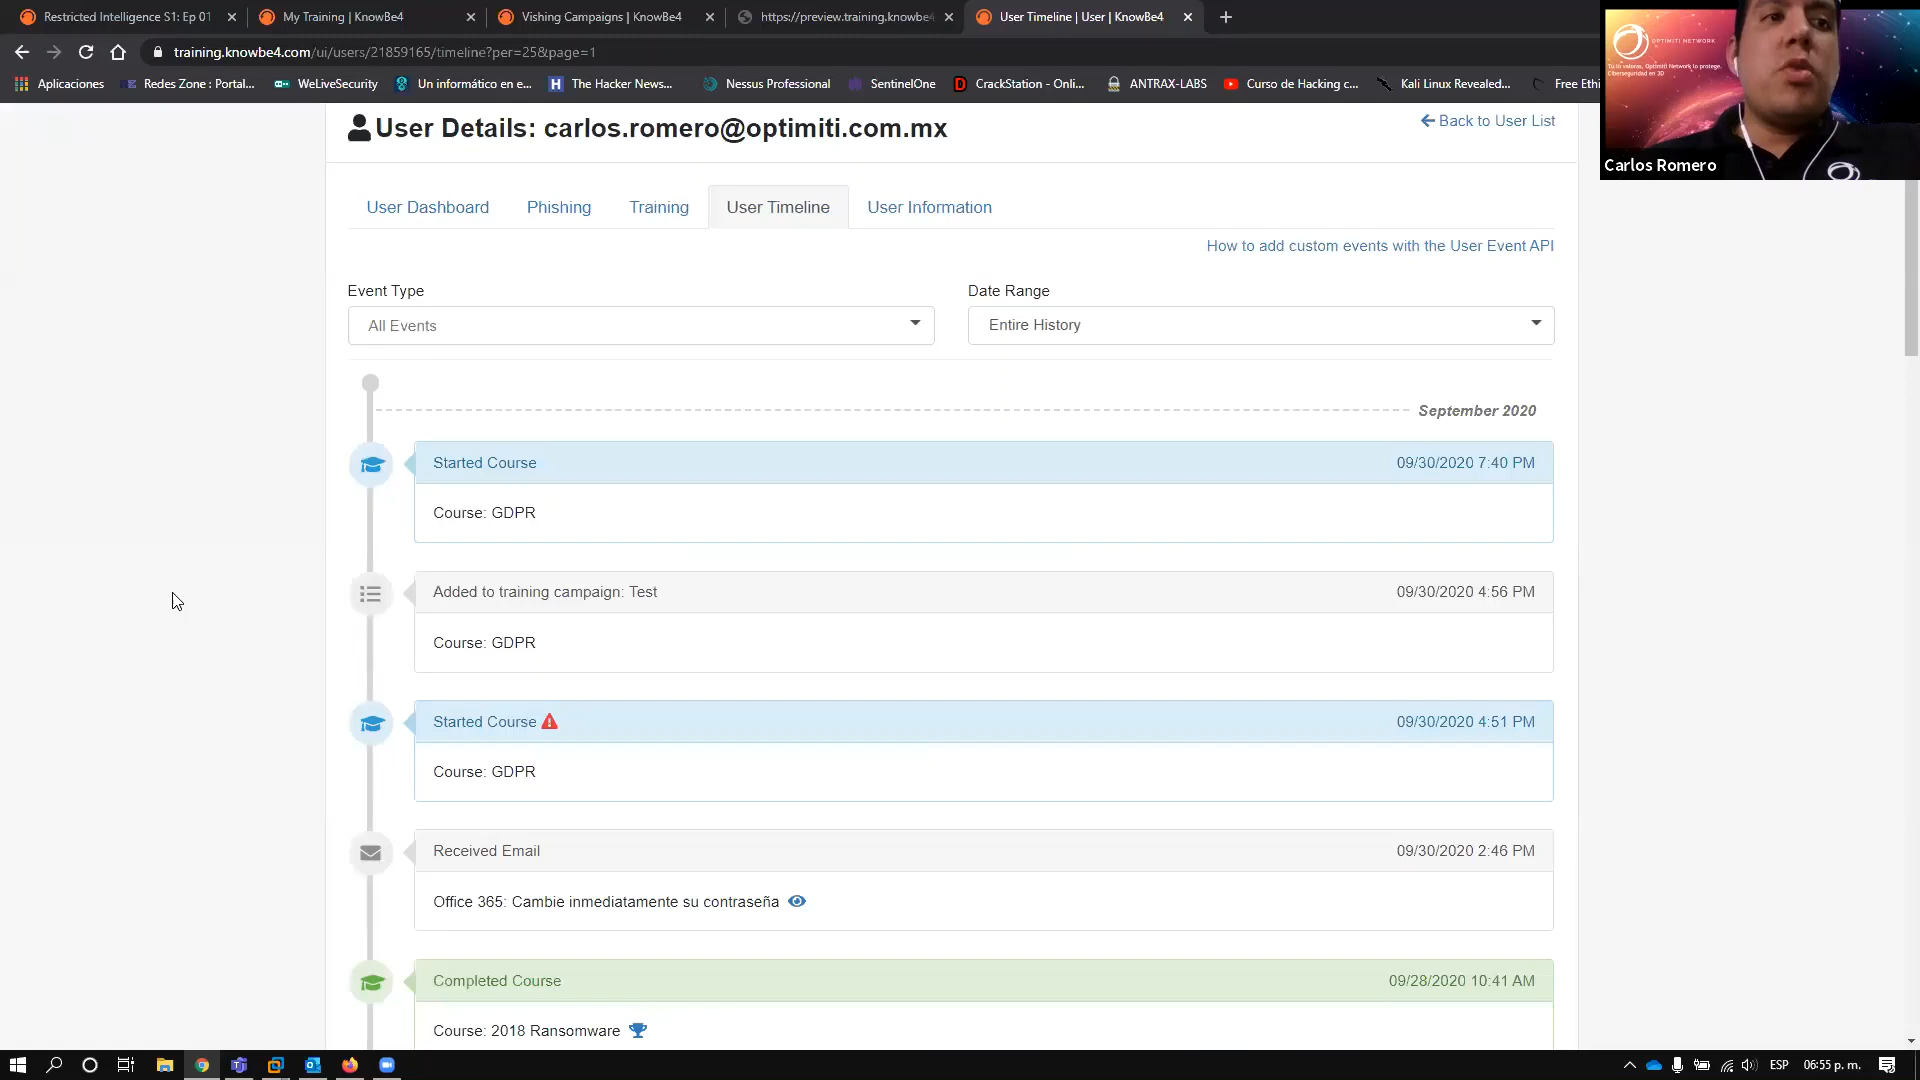 Restricted Intelligence S1: Ep 01
My Training | KnowBe4
Vishing Campaigns | KnowBe4
https://preview.training.knowbe4
User Timeline | User | KnowBe4
training.knowbe4.com/ui/users/21859165/timeline?per=25&page=1
Aplicaciones
Redes Zone : Portal...
WeLiveSecurity
Un informático en e...
The Hacker News...
Nessus Professional
SentinelOne
CrackStation - Onli...
ANTRAX-LABS
Curso de Hacking c...
Kali Linux Revealed...
Free Ethi
OPTIMITI NETWORK
Ciberseguridad en 3D
Carlos Romero
User Details: carlos.romero@optimiti.com.mx
Back to User List
User Dashboard
Phishing
Training
User Timeline
User Information
How to add custom events with the User Event API
Event Type
Date Range
All Events
Entire History
September 2020
Started Course
09/30/2020 7:40 PM
Course: GDPR
Added to training campaign: Test
09/30/2020 4:56 PM
Course: GDPR
Started Course
09/30/2020 4:51 PM
Course: GDPR
Received Email
09/30/2020 2:46 PM
Office 365: Cambie inmediatamente su contraseña
Completed Course
09/28/2020 10:41 AM
Course: 2018 Ransomware
ESP
06:55 p. m.